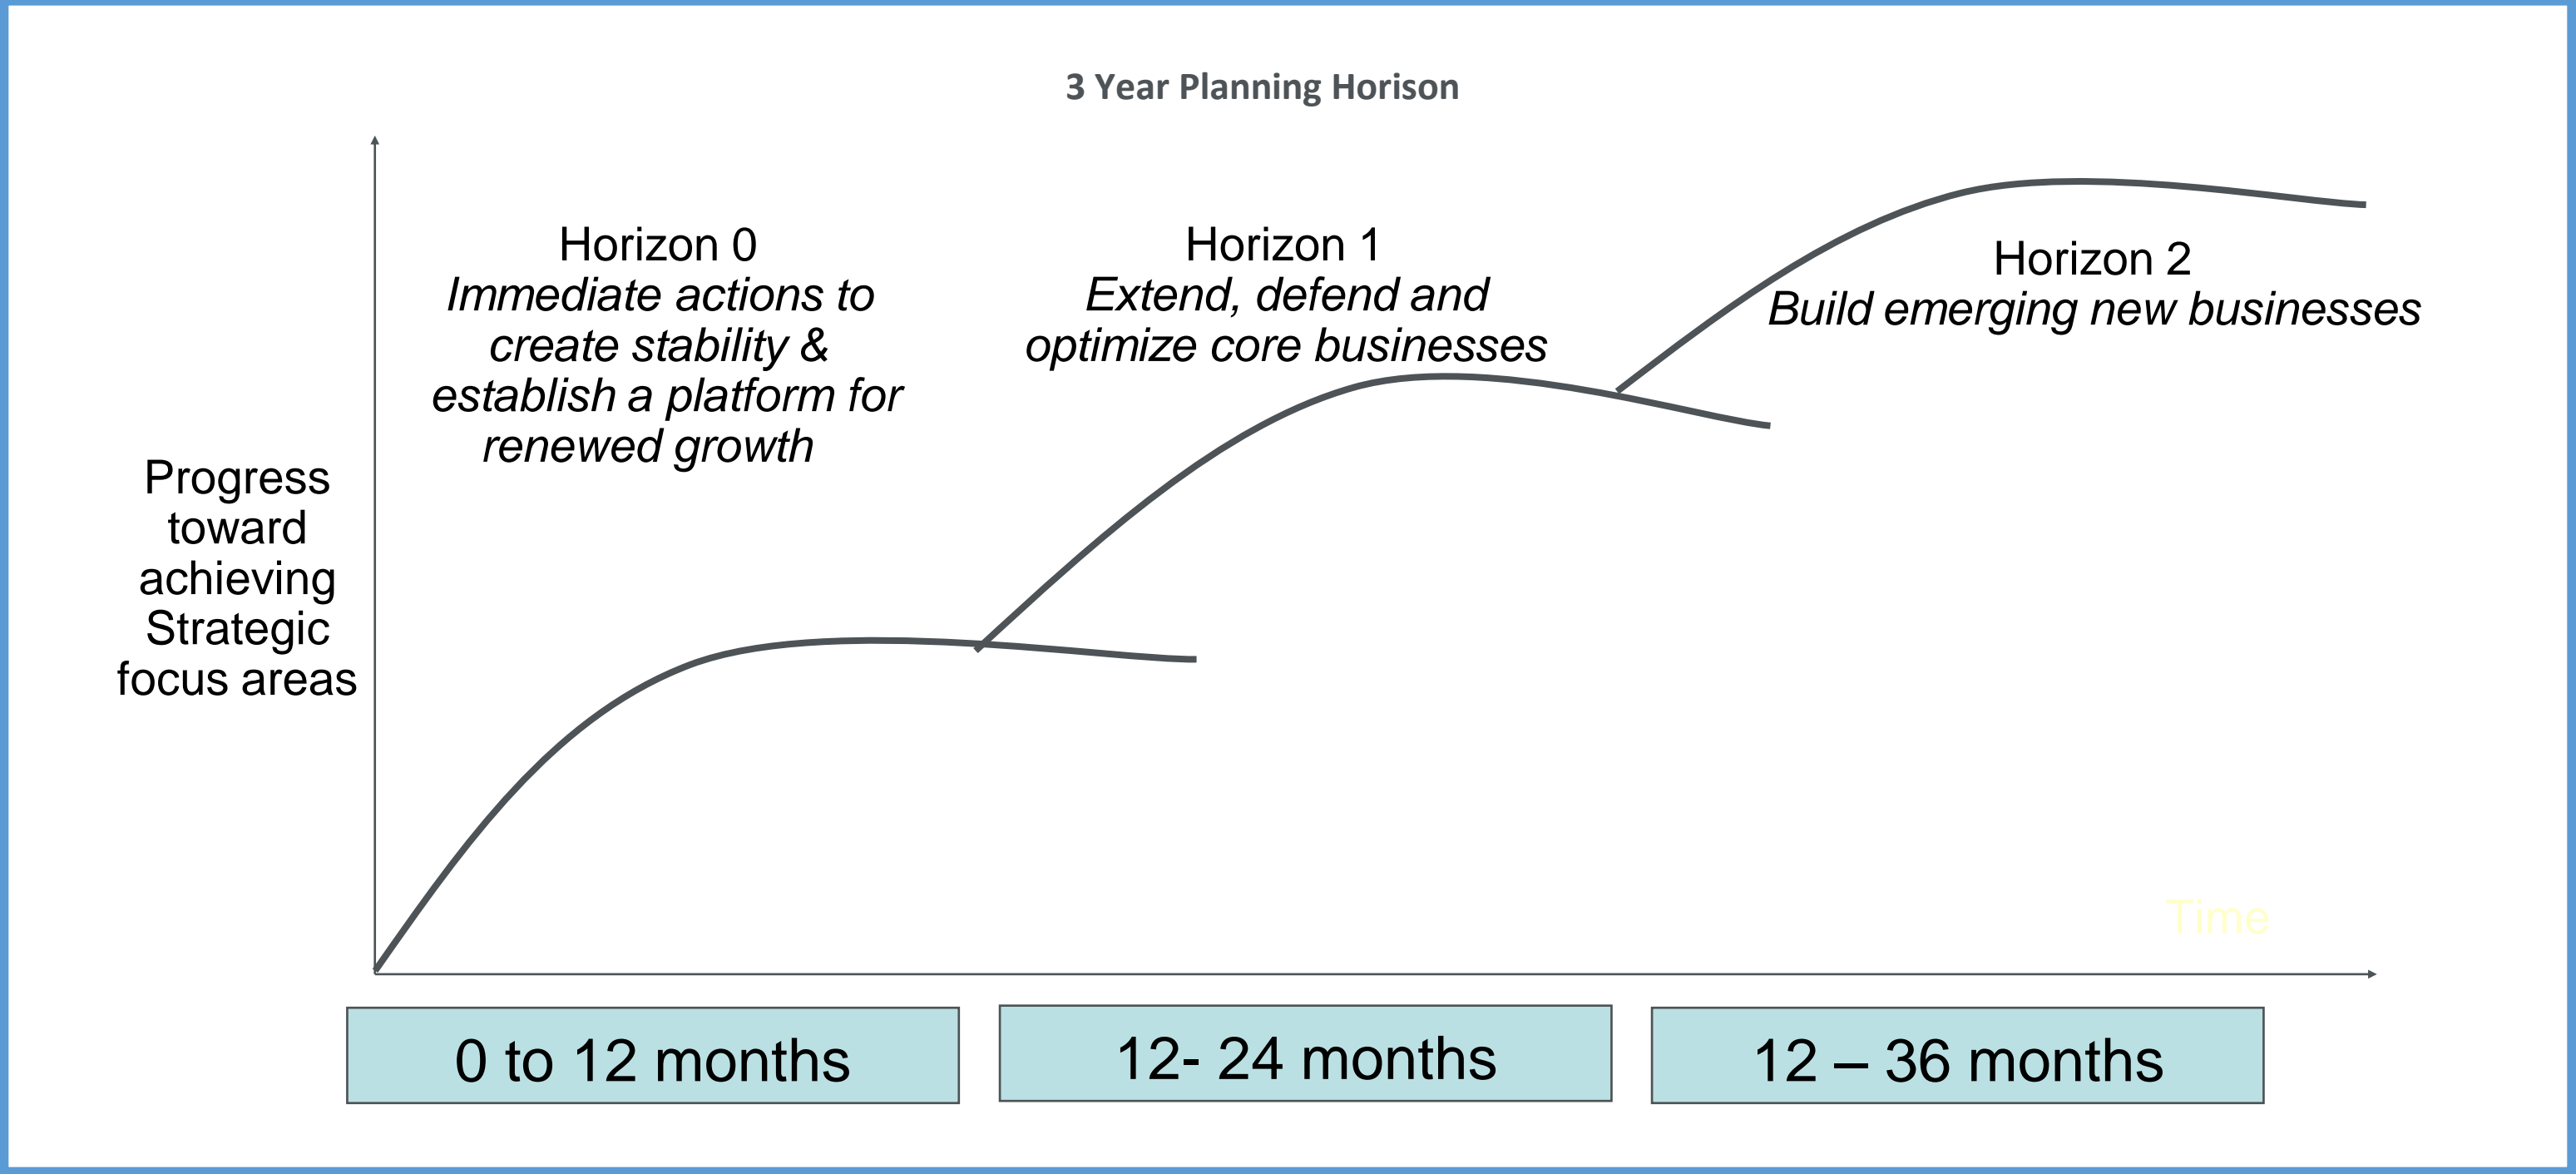 3 Year Planning Horison
Horizon 0
Immediate actions to
create stability &
establish a platform for
renewed growth
Horizon 1
Extend, defend and
optimize core businesses
Horizon 2
Build emerging new businesses
Progress
toward
achieving
Strategic
focus areas
Time
0 to 12 months
12- 24 months
12 – 36 months